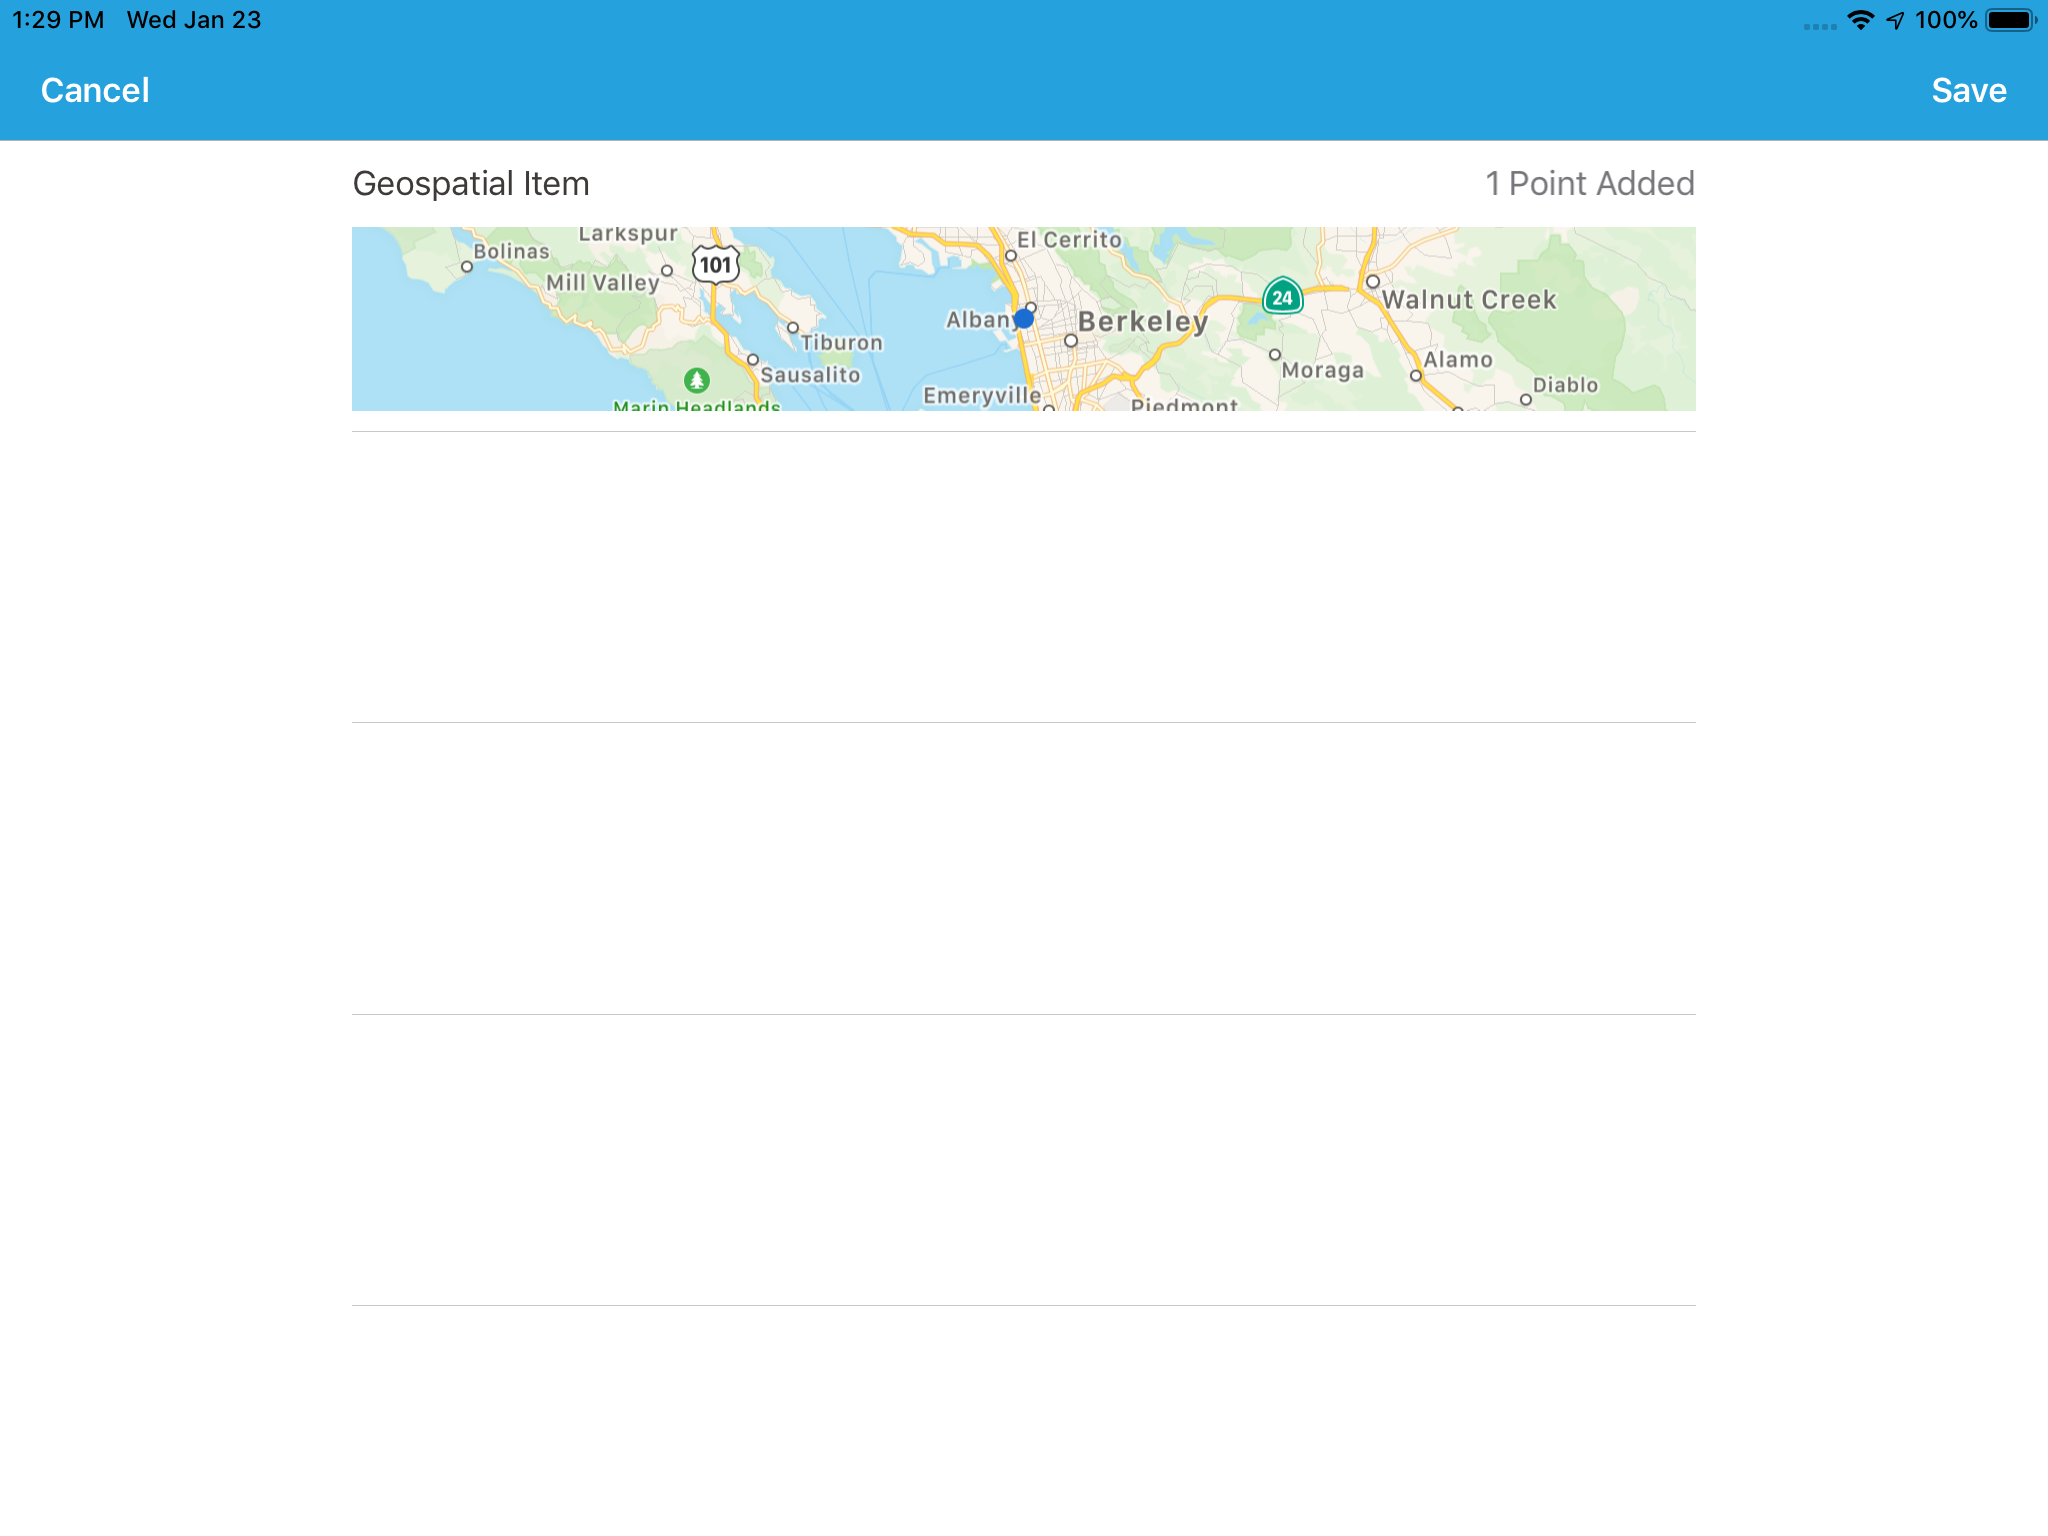 1:29 PM Wed Jan 23
100%
Cancel
Save
Geospatial Item
1 Point Added
Larkspur
El Cerrito
Bolinas
101
Mill Valley
24
Walnut Creek
Albany
Berkeley
Tiburon
Alamo
Moraga
Sausalito
Diablo
Emeryville
Marin Headlands
Piedmont